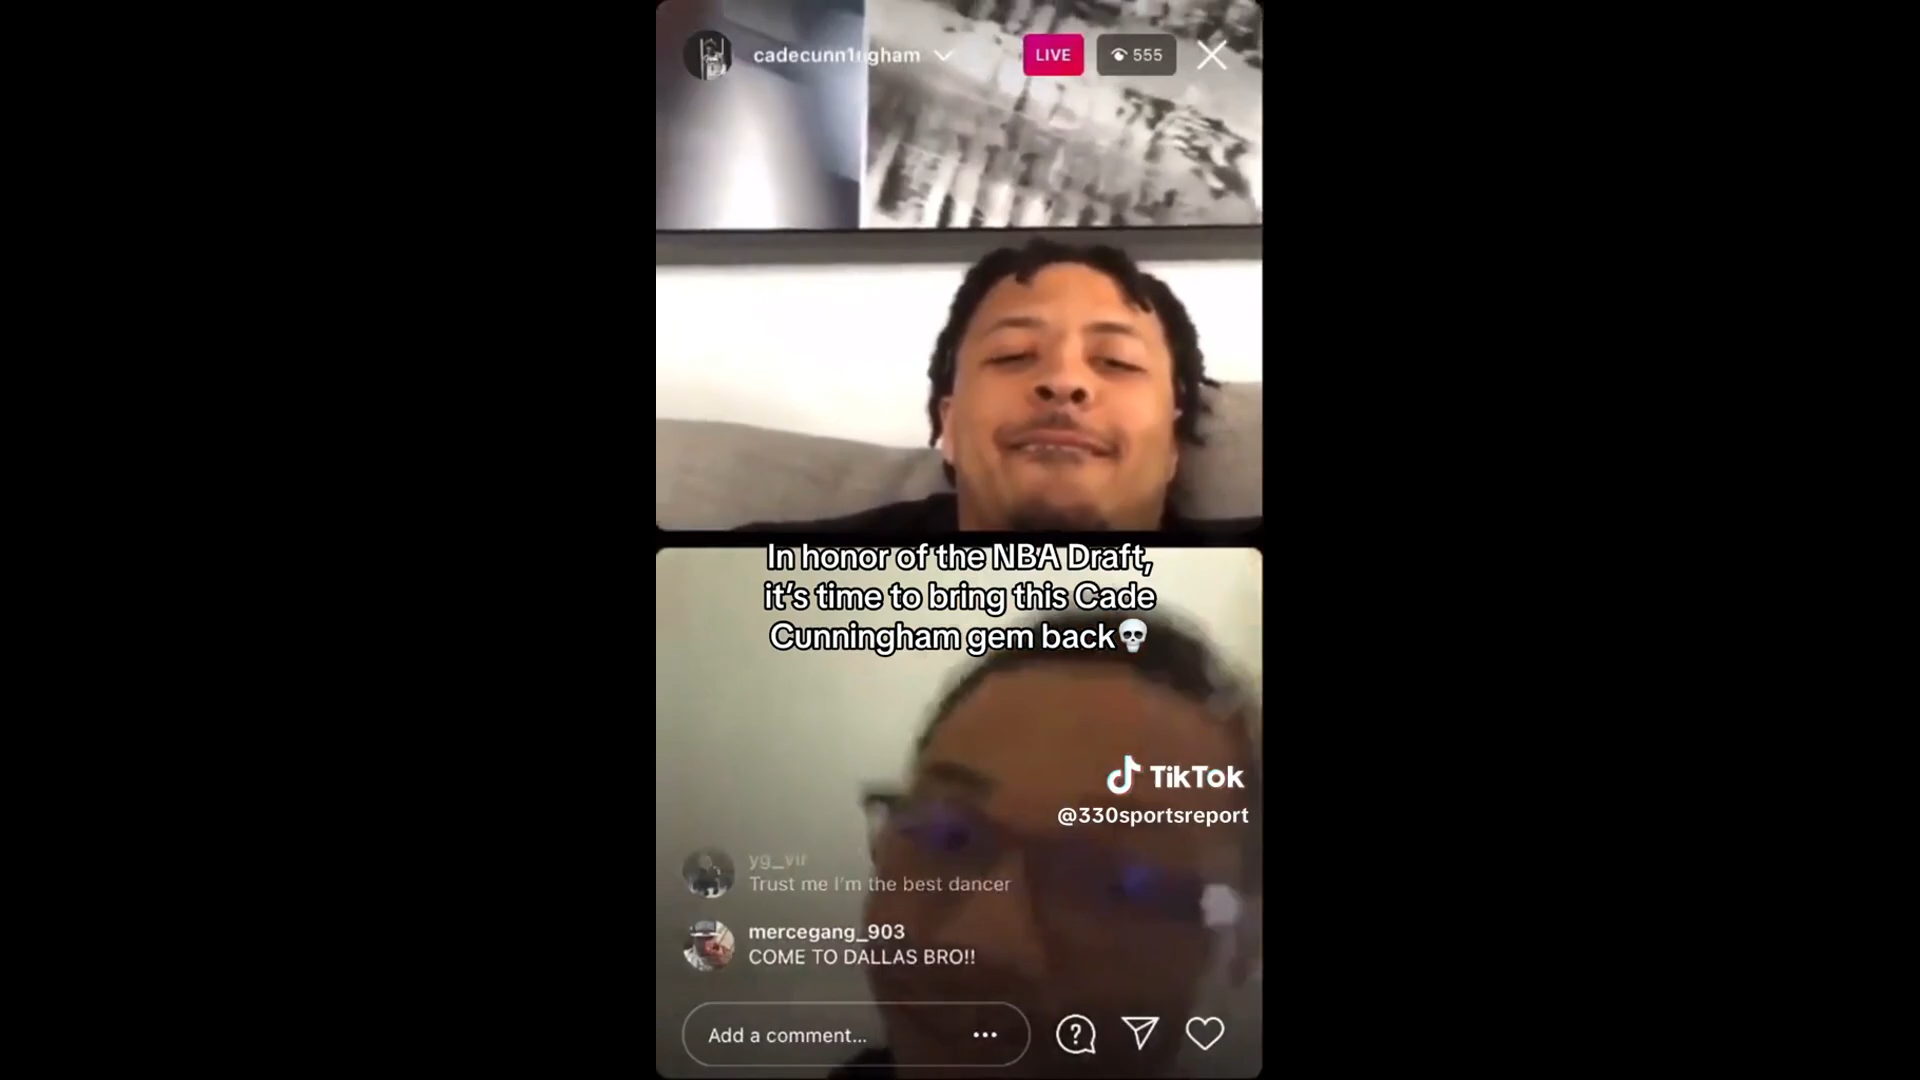 cadecunn1ngham
LIVE
555
In honor of the NBA Draft,
it's time to bring this Cade
Cunningham gem back💀
TikTok
@330sportsreport
yg_vir
Trust me I'm the best dancer
mercegang_903
COME TO DALLAS BRO!!
Add a comment...